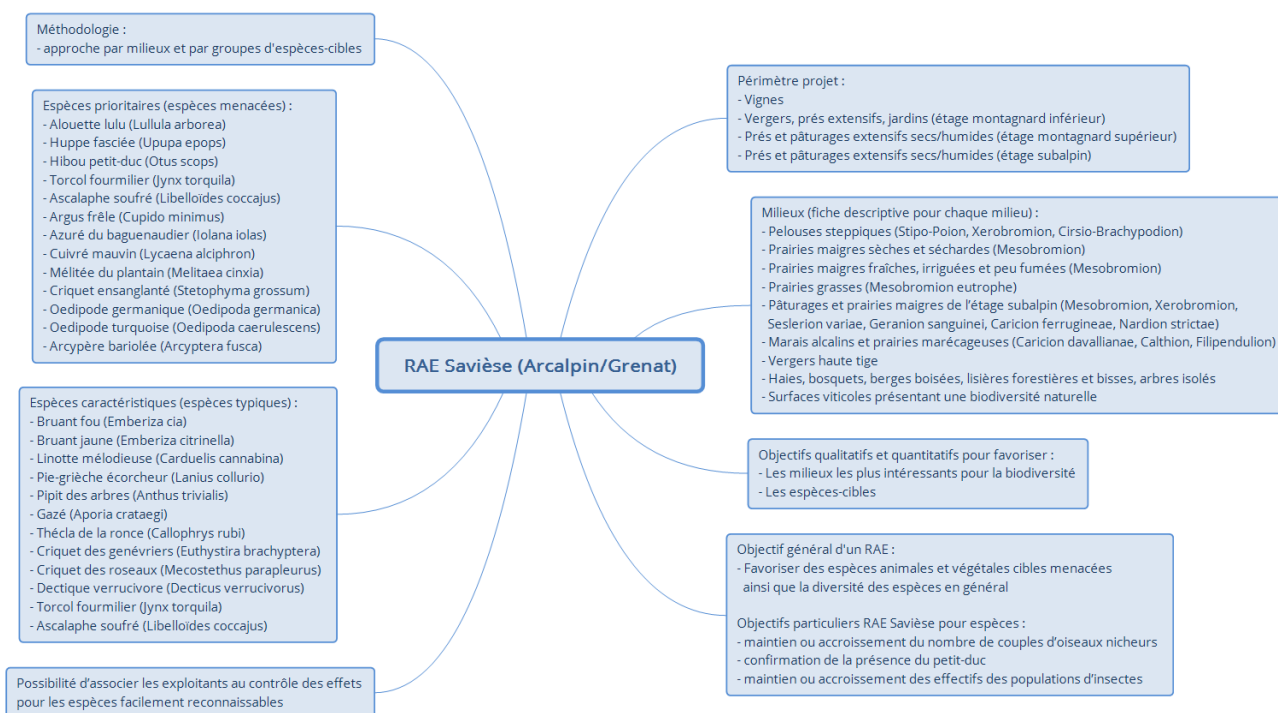 Méthodologie :
- approche par milieux et par groupes d'espèces-cibles
Espèces prioritaires (espèces menacées) :
- Alouette lulu (Lullula arborea)
- Huppe fasciée (Upupa epops)
- Hibou petit-duc (Otus scops)
- Torcol fourmilier (Jynx torquila)
- Ascalaphe soufré (Libelloïdes coccajus)
- Argus frêle (Cupido minimus)
- Azuré du baguenaudier (Iolana iolas)
- Cuivré mauvin (Lycaena alciphron)
- Mélitée du plantain (Melitaea cinxia)
- Criquet ensanglanté (Stetophyma grossum)
- Oedipode germanique (Oedipoda germanica)
- Oedipode turquoise (Oedipoda caerulescens)
- Arcypère bariolée (Arcyptera fusca)
Espèces caractéristiques (espèces typiques) :
- Bruant fou (Emberiza cia)
- Bruant jaune (Emberiza citrinella)
- Linotte mélodieuse (Carduelis cannabina)
- Pie-grièche écorcheur (Lanius collurio)
- Pipit des arbres (Anthus trivialis)
- Gazé (Aporia crataegi)
- Thécla de la ronce (Callophrys rubi)
- Criquet des genévriers (Euthystira brachyptera)
- Criquet des roseaux (Mecostethus parapleurus)
- Dectique verrucivore (Decticus verrucivorus)
- Torcol fourmilier (Jynx torquila)
- Ascalaphe soufré (Libelloïdes coccajus)
Possibilité d'associer les exploitants au contrôle des effets
pour les espèces facilement reconnaissables
RAE Savièse (Arcalpin/Grenat)
Périmètre projet :
- Vignes
- Vergers, prés extensifs, jardins (étage montagnard inférieur)
- Prés et pâturages extensifs secs/humides (étage montagnard supérieur)
- Prés et pâturages extensifs secs/humides (étage subalpin)
Milieux (fiche descriptive pour chaque milieu) :
- Pelouses steppiques (Stipo-Poion, Xerobromion, Cirsio-Brachypodion)
- Prairies maigres sèches et séchardes (Mesobromion)
- Prairies maigres fraîches, irriguées et peu fumées (Mesobromion)
- Prairies grasses (Mesobromion eutrophe)
- Pâturages et prairies maigres de l'étage subalpin (Mesobromion, Xerobromion,
Seslerion variae, Geranion sanguinei, Caricion ferrugineae, Nardion strictae)
- Marais alcalins et prairies marécageuses (Caricion davallianae, Calthion, Filipendulion)
- Vergers haute tige
- Haies, bosquets, berges boisées, lisières forestières et bisses, arbres isolés
- Surfaces viticoles présentant une biodiversité naturelle
Objectifs qualitatifs et quantitatifs pour favoriser :
- Les milieux les plus intéressants pour la biodiversité
- Les espèces-cibles
Objectif général d'un RAE :
- Favoriser des espèces animales et végétales cibles menacées
ainsi que la diversité des espèces en général
Objectifs particuliers RAE Savièse pour espèces :
- maintien ou accroissement du nombre de couples d'oiseaux nicheurs
- confirmation de la présence du petit-duc
- maintien ou accroissement des effectifs des populations d'insectes